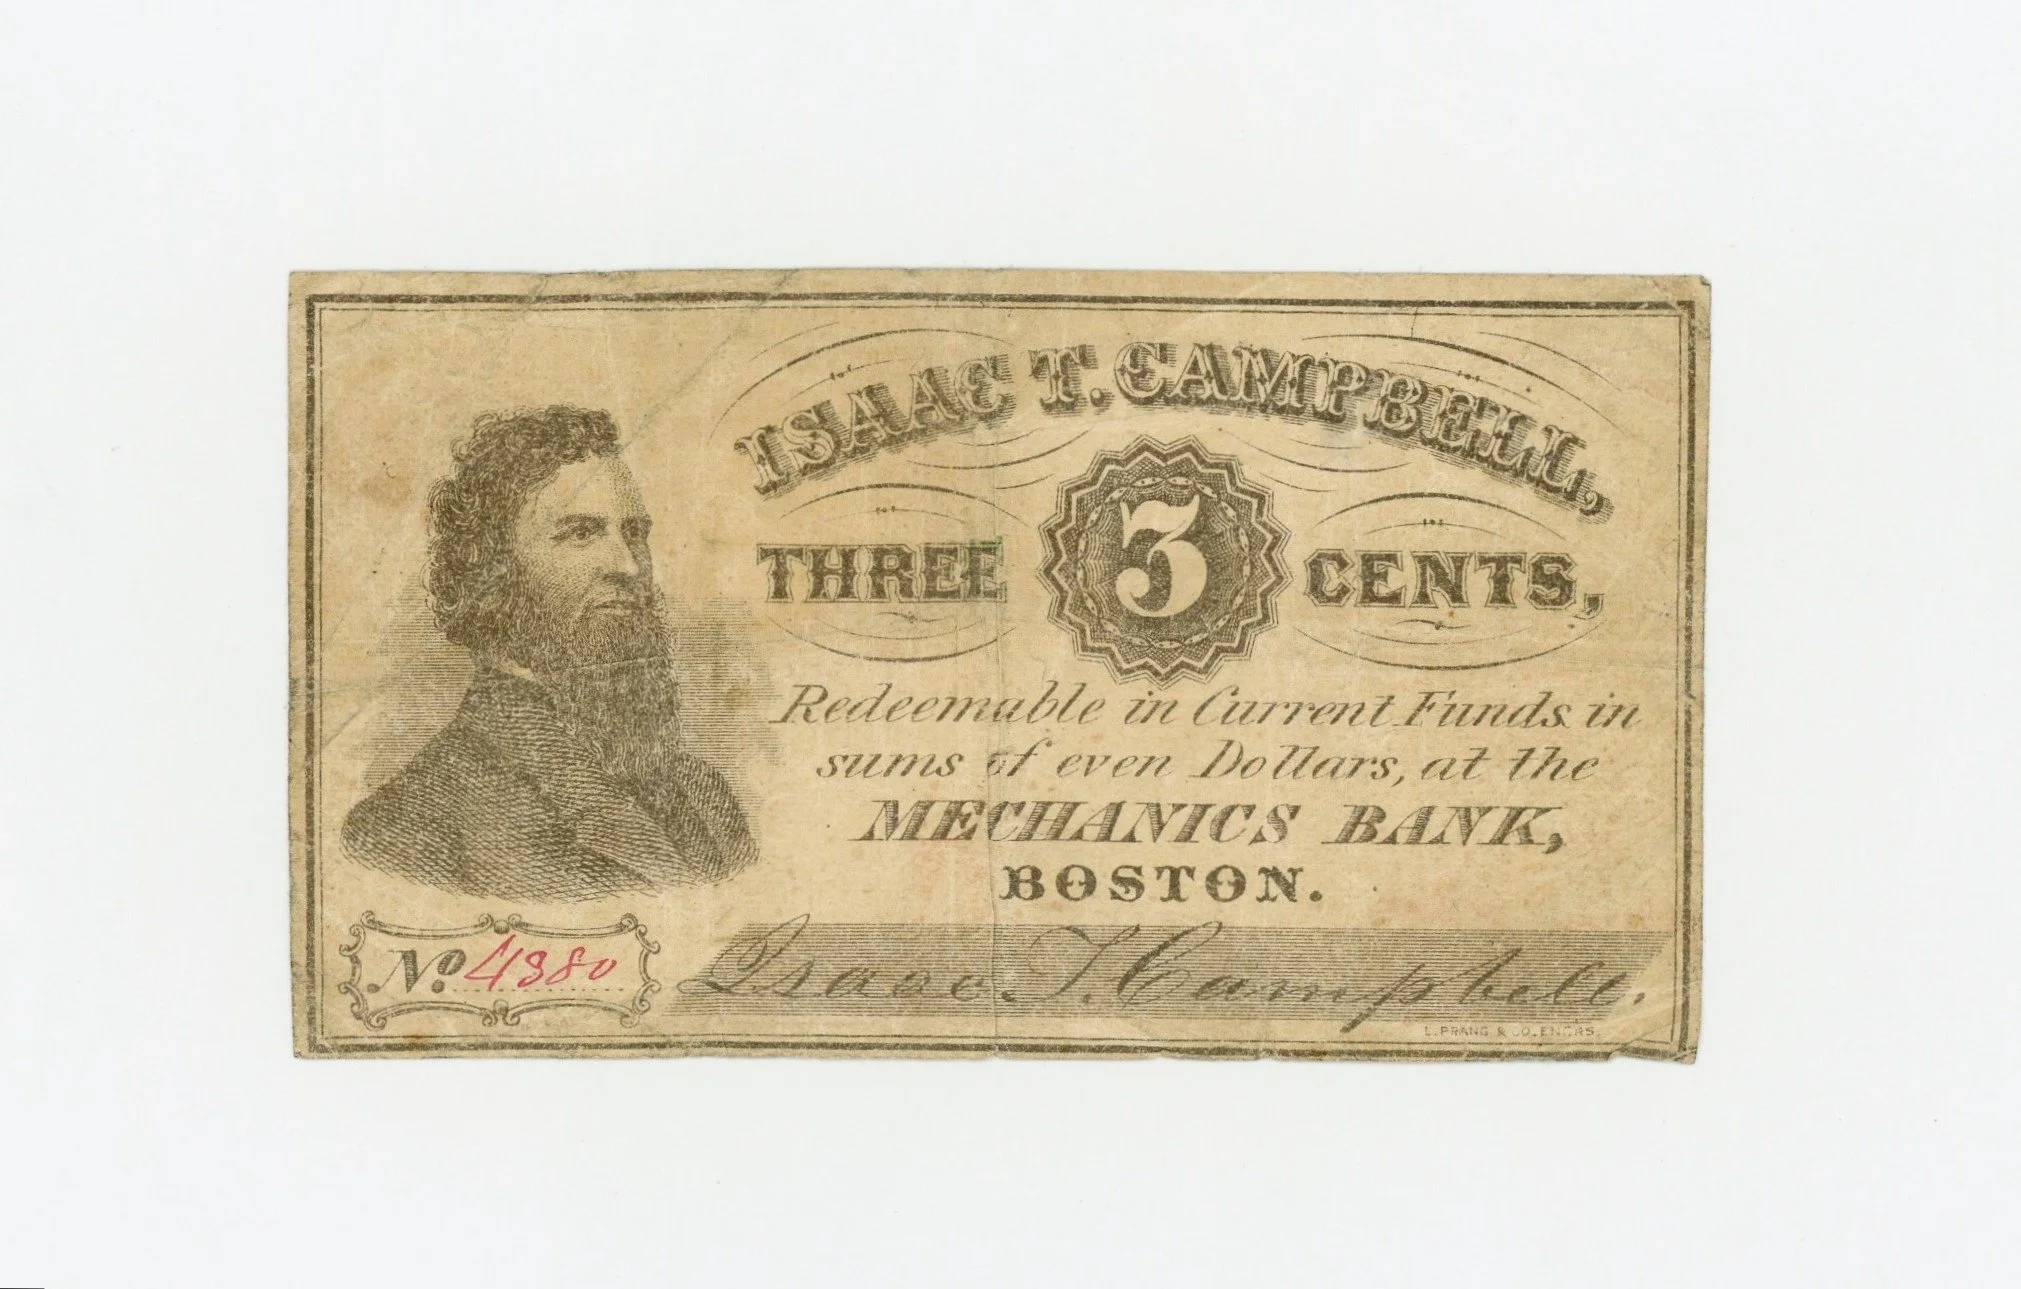 ISAAC T. CAMPBELL,
THREE 3 CENTS,
Redeemable in Current Funds in
sums of even Dollars, at the
MECHANICS BANK,
BOSTON.
No. 4380
Isaac T. Campbell.
L. PRANG & CO. ENGRS.